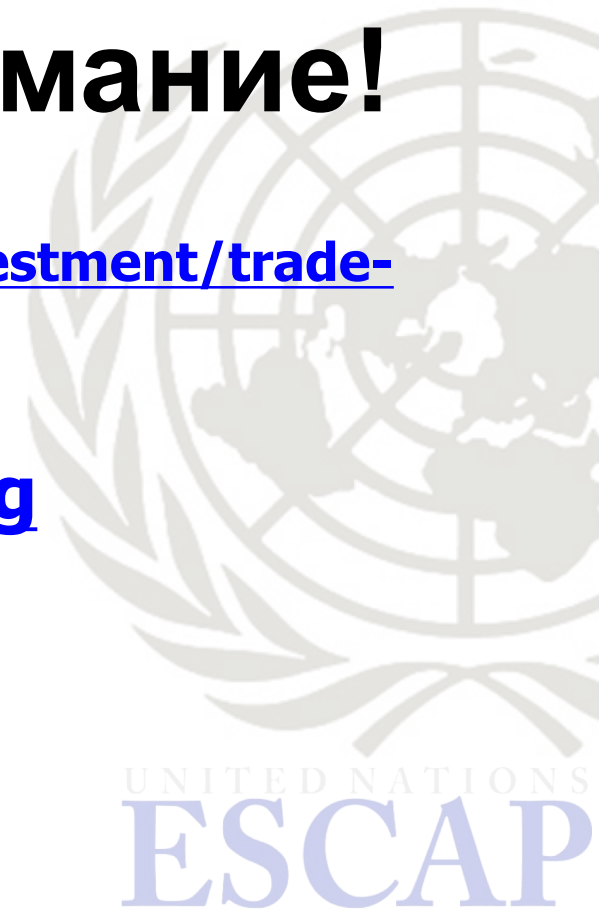 мание!
estment/trade-
g
UNITED NATIONS
ESCAP